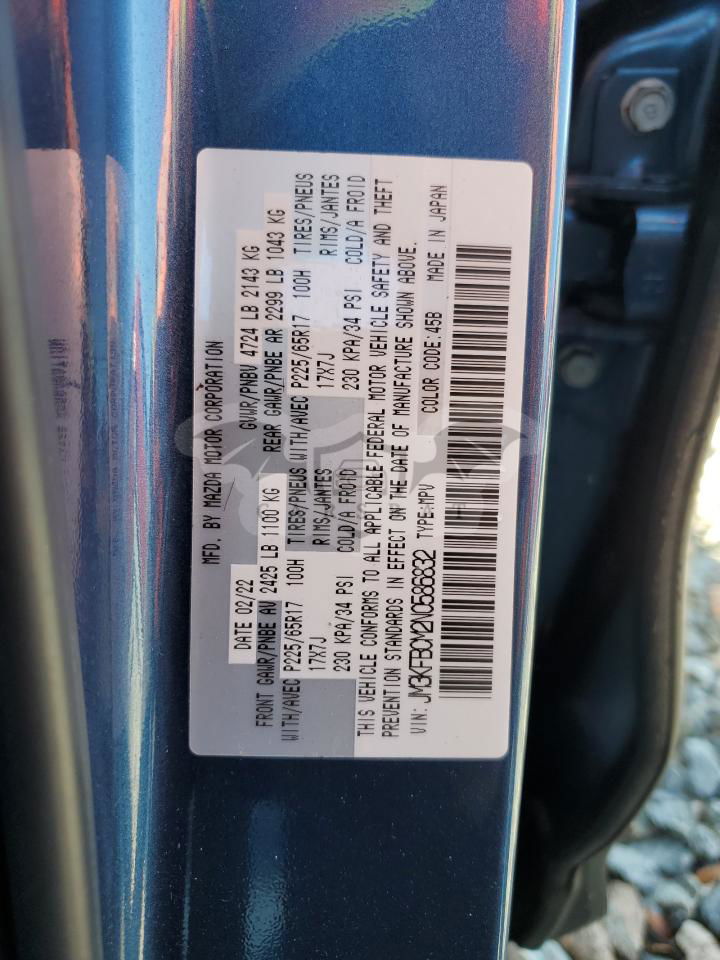 MFD. BY MAZDA MOTOR CORPORATION
DATE 02/22 GVWR/PNBV 4724 LB 2143 KG
FRONT GAWR/PNBE AV 2425 LB 1100 KG REAR GAWR/PNBE AR 2299 LB 1043 KG
WITH/AVEC P225/65R17 100H TIRES/PNEUS WITH/AVEC P225/65R17 100H TIRES/PNEUS
17X7J RIMS/JANTES 17X7J RIMS/JANTES
230 KPA/34 PSI COLD/A FROID 230 KPA/34 PSI COLD/A FROID
THIS VEHICLE CONFORMS TO ALL APPLICABLE FEDERAL MOTOR VEHICLE SAFETY AND THEFT
PREVENTION STANDARDS IN EFFECT ON THE DATE OF MANUFACTURE SHOWN ABOVE.
VIN: JM3KFBCM2N0586832 TYPE:MPV COLOR CODE:45B MADE IN JAPAN